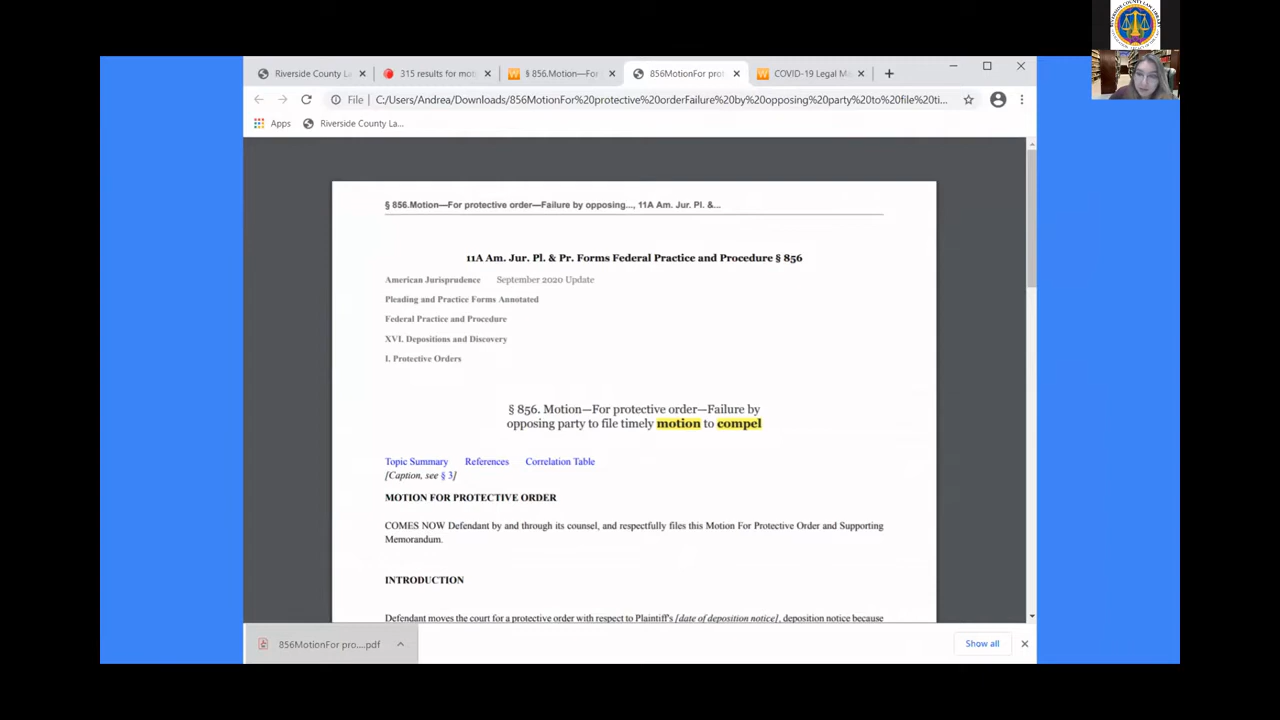 RIVERSIDE COUNTY LAW LIBRARY
Riverside County La
315 results for mot
§ 856.Motion—For
856MotionFor prot
COVID-19 Legal Ma
File
C:/Users/Andrea/Downloads/856MotionFor%20protective%20orderFailure%20by%20opposing%20party%20to%20file%20ti...
Apps
Riverside County La...
§ 856.Motion—For protective order—Failure by opposing..., 11A Am. Jur. Pl. &...
11A Am. Jur. Pl. & Pr. Forms Federal Practice and Procedure § 856
American Jurisprudence September 2020 Update
Pleading and Practice Forms Annotated
Federal Practice and Procedure
XVI. Depositions and Discovery
I. Protective Orders
§ 856. Motion—For protective order—Failure by
opposing party to file timely motion to compel
Topic Summary References Correlation Table
[Caption, see § 3]
MOTION FOR PROTECTIVE ORDER
COMES NOW Defendant by and through its counsel, and respectfully files this Motion For Protective Order and Supporting
Memorandum.
INTRODUCTION
Defendant moves the court for a protective order with respect to Plaintiff's [date of deposition notice], deposition notice because
856MotionFor pro....pdf
Show all